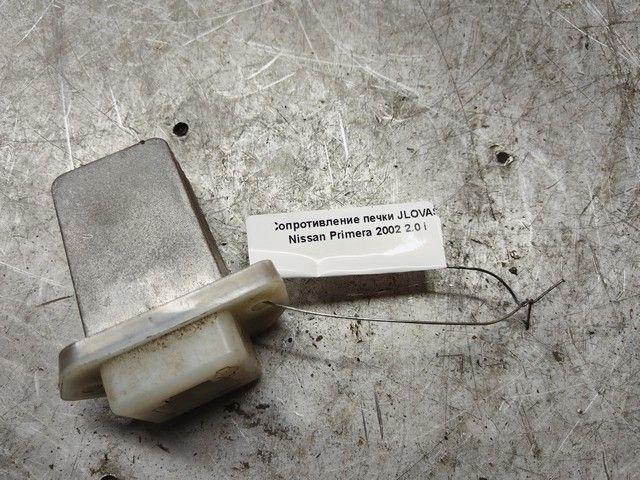 Сопротивление печки JLOVAS
Nissan Primera 2002 2.0 i